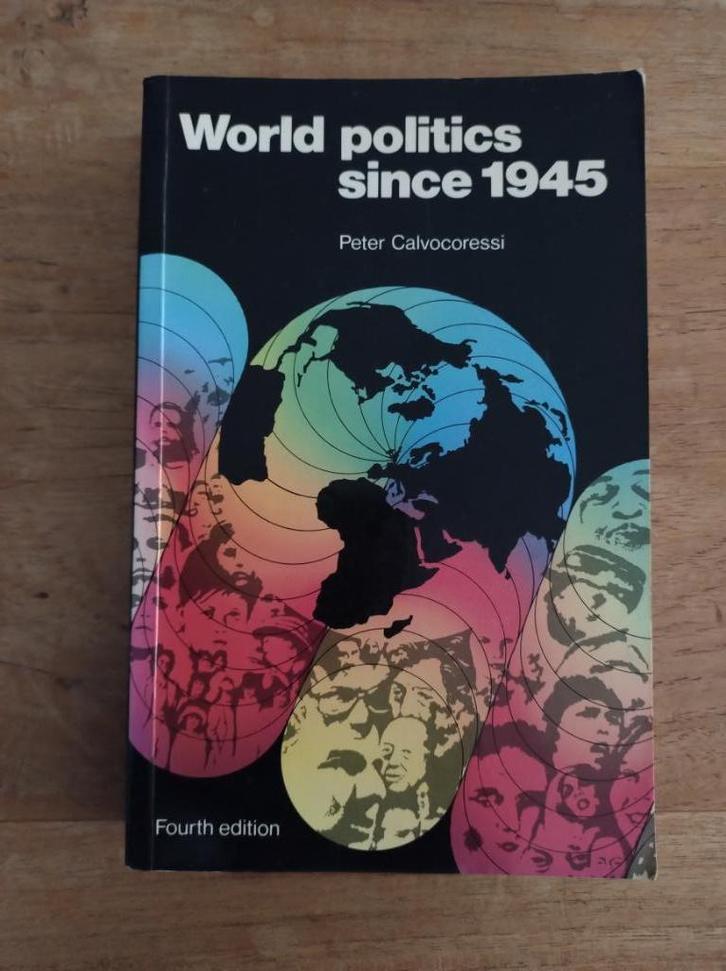 World politics
since 1945
Peter Calvocoressi
Fourth edition